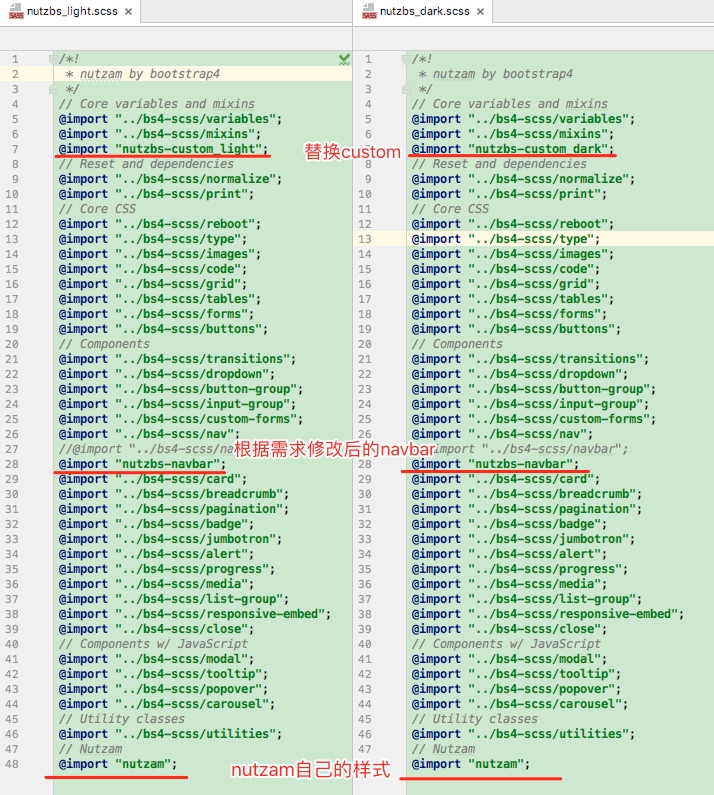 nutzbs_light.scss
1 /*!
2 * nutzam by bootstrap4
3 */
4 // Core variables and mixins
5 @import "../bs4-scss/variables";
6 @import "../bs4-scss/mixins";
7 @import "nutzbs-custom_light";
8 // Reset and dependencies
9 @import "../bs4-scss/normalize";
10 @import "../bs4-scss/print";
11 // Core CSS
12 @import "../bs4-scss/reboot";
13 @import "../bs4-scss/type";
14 @import "../bs4-scss/images";
15 @import "../bs4-scss/code";
16 @import "../bs4-scss/grid";
17 @import "../bs4-scss/tables";
18 @import "../bs4-scss/forms";
19 @import "../bs4-scss/buttons";
20 // Components
21 @import "../bs4-scss/transitions";
22 @import "../bs4-scss/dropdown";
23 @import "../bs4-scss/button-group";
24 @import "../bs4-scss/input-group";
25 @import "../bs4-scss/custom-forms";
26 @import "../bs4-scss/nav";
27 //@import "../bs4-scss/na
28 @import "nutzbs-navbar";
29 @import "../bs4-scss/card";
30 @import "../bs4-scss/breadcrumb";
31 @import "../bs4-scss/pagination";
32 @import "../bs4-scss/badge";
33 @import "../bs4-scss/jumbotron";
34 @import "../bs4-scss/alert";
35 @import "../bs4-scss/progress";
36 @import "../bs4-scss/media";
37 @import "../bs4-scss/list-group";
38 @import "../bs4-scss/responsive-embed";
39 @import "../bs4-scss/close";
40 // Components w/ JavaScript
41 @import "../bs4-scss/modal";
42 @import "../bs4-scss/tooltip";
43 @import "../bs4-scss/popover";
44 @import "../bs4-scss/carousel";
45 // Utility classes
46 @import "../bs4-scss/utilities";
47 // Nutzam
48 @import "nutzam";
替换custom
根据需求修改后的navbar
nutzam自己的样式
nutzbs_dark.scss
1 /*!
2 * nutzam by bootstrap4
3 */
4 // Core variables and mixins
5 @import "../bs4-scss/variables";
6 @import "../bs4-scss/mixins";
7 @import "nutzbs-custom_dark";
8 // Reset and dependencies
9 @import "../bs4-scss/normalize";
10 @import "../bs4-scss/print";
11 // Core CSS
12 @import "../bs4-scss/reboot";
13 @import "../bs4-scss/type";
14 @import "../bs4-scss/images";
15 @import "../bs4-scss/code";
16 @import "../bs4-scss/grid";
17 @import "../bs4-scss/tables";
18 @import "../bs4-scss/forms";
19 @import "../bs4-scss/buttons";
20 // Components
21 @import "../bs4-scss/transitions";
22 @import "../bs4-scss/dropdown";
23 @import "../bs4-scss/button-group";
24 @import "../bs4-scss/input-group";
25 @import "../bs4-scss/custom-forms";
26 @import "../bs4-scss/nav";
27 import "../bs4-scss/navbar";
28 @import "nutzbs-navbar";
29 @import "../bs4-scss/card";
30 @import "../bs4-scss/breadcrumb";
31 @import "../bs4-scss/pagination";
32 @import "../bs4-scss/badge";
33 @import "../bs4-scss/jumbotron";
34 @import "../bs4-scss/alert";
35 @import "../bs4-scss/progress";
36 @import "../bs4-scss/media";
37 @import "../bs4-scss/list-group";
38 @import "../bs4-scss/responsive-embed";
39 @import "../bs4-scss/close";
40 // Components w/ JavaScript
41 @import "../bs4-scss/modal";
42 @import "../bs4-scss/tooltip";
43 @import "../bs4-scss/popover";
44 @import "../bs4-scss/carousel";
45 // Utility classes
46 @import "../bs4-scss/utilities";
47 // Nutzam
48 @import "nutzam";